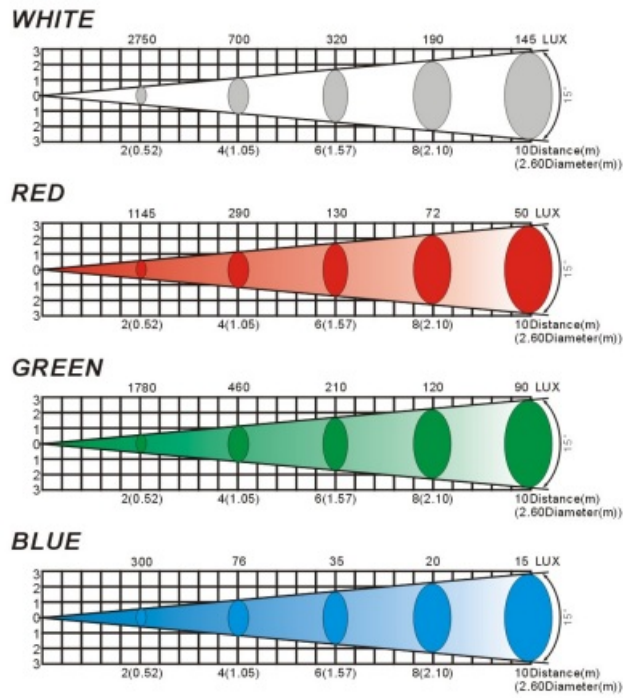 WHITE
2750 700 320 190 145 LUX
3
2
1
0
1
2
3
15°
2(0.52) 4(1.05) 6(1.57) 8(2.10) 10Distance(m)
(2.60Diameter(m))
RED
1145 290 130 72 50 LUX
3
2
1
0
1
2
3
15°
2(0.52) 4(1.05) 6(1.57) 8(2.10) 10Distance(m)
(2.60Diameter(m))
GREEN
1780 460 210 120 90 LUX
3
2
1
0
1
2
3
15°
2(0.52) 4(1.05) 6(1.57) 8(2.10) 10Distance(m)
(2.60Diameter(m))
BLUE
300 76 35 20 15 LUX
3
2
1
0
1
2
3
15°
2(0.52) 4(1.05) 6(1.57) 8(2.10) 10Distance(m)
(2.60Diameter(m))